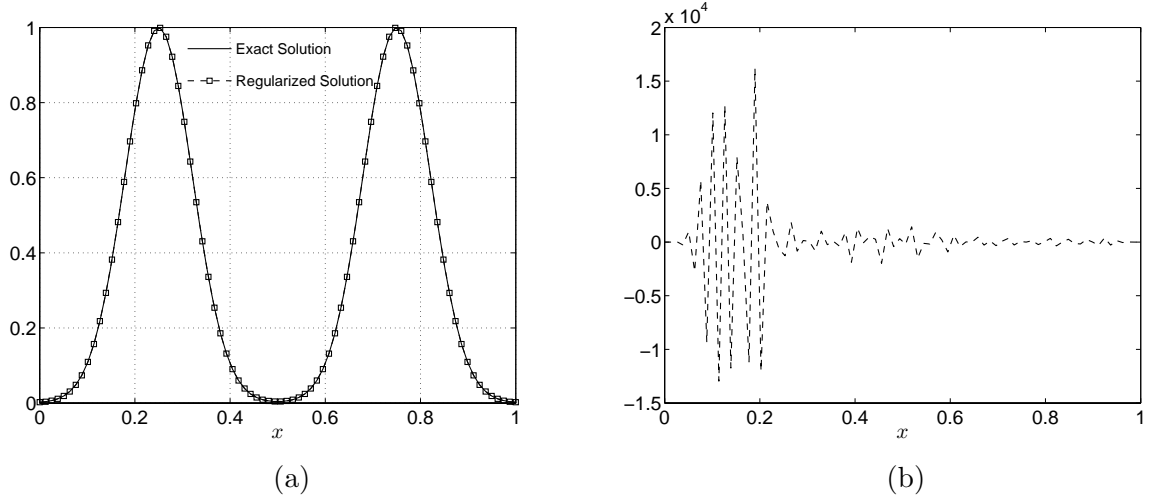 1
0.8
0.6
0.4
0.2
0
0 0.2 0.4 0.6 0.8 1
x
Exact Solution
Regularized Solution
(a)
2 x 10^4
1.5
1
0.5
0
−0.5
−1
−1.5
0 0.2 0.4 0.6 0.8 1
x
(b)